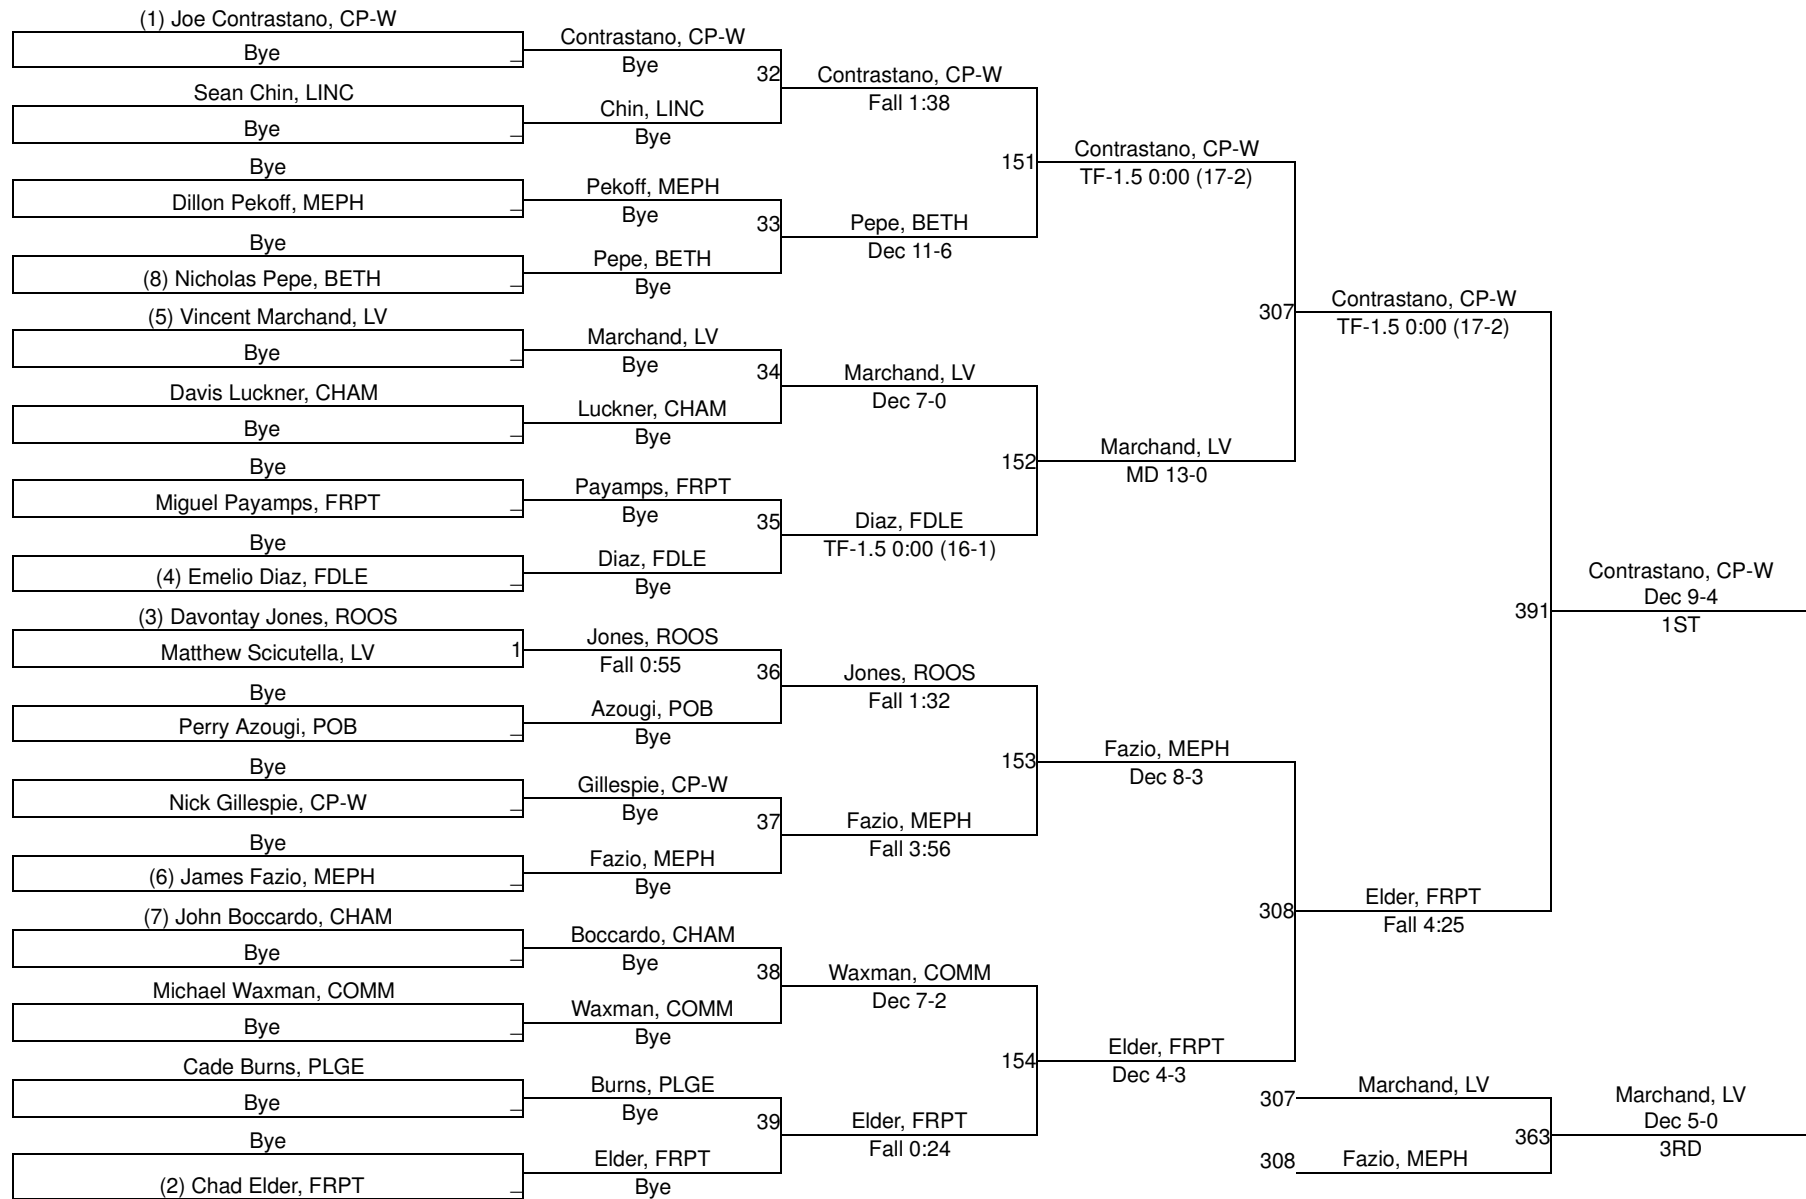 (1) Joe Contrastano, CP-W
Bye
_
Sean Chin, LINC
Bye
_
Bye
Dillon Pekoff, MEPH
_
Bye
(8) Nicholas Pepe, BETH
_
(5) Vincent Marchand, LV
Bye
_
Davis Luckner, CHAM
Bye
_
Bye
Miguel Payamps, FRPT
_
Bye
(4) Emelio Diaz, FDLE
_
(3) Davontay Jones, ROOS
Matthew Scicutella, LV
1
Bye
Perry Azougi, POB
_
Bye
Nick Gillespie, CP-W
_
Bye
(6) James Fazio, MEPH
_
(7) John Boccardo, CHAM
Bye
_
Michael Waxman, COMM
Bye
_
Cade Burns, PLGE
Bye
_
Bye
(2) Chad Elder, FRPT
_
Contrastano, CP-W
Bye
32
Chin, LINC
Bye
Pekoff, MEPH
Bye
33
Pepe, BETH
Bye
Marchand, LV
Bye
34
Luckner, CHAM
Bye
Payamps, FRPT
Bye
35
Diaz, FDLE
Bye
Jones, ROOS
Fall 0:55
36
Azougi, POB
Bye
Gillespie, CP-W
Bye
37
Fazio, MEPH
Bye
Boccardo, CHAM
Bye
38
Waxman, COMM
Bye
Burns, PLGE
Bye
39
Elder, FRPT
Bye
Contrastano, CP-W
Fall 1:38
151
Pepe, BETH
Dec 11-6
Marchand, LV
Dec 7-0
152
Diaz, FDLE
TF-1.5 0:00 (16-1)
Jones, ROOS
Fall 1:32
153
Fazio, MEPH
Fall 3:56
Waxman, COMM
Dec 7-2
154
Elder, FRPT
Fall 0:24
Contrastano, CP-W
TF-1.5 0:00 (17-2)
307
Marchand, LV
MD 13-0
Fazio, MEPH
Dec 8-3
308
Elder, FRPT
Dec 4-3
Contrastano, CP-W
TF-1.5 0:00 (17-2)
391
Elder, FRPT
Fall 4:25
Contrastano, CP-W
Dec 9-4
1ST
307
Marchand, LV
363
308
Fazio, MEPH
Marchand, LV
Dec 5-0
3RD